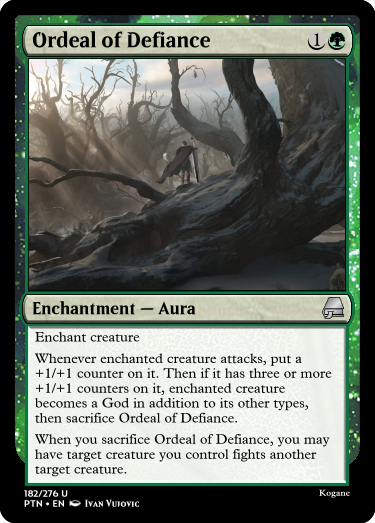 Ordeal of Defiance 1
Enchantment — Aura
Enchant creature
Whenever enchanted creature attacks, put a
+1/+1 counter on it. Then if it has three or more
+1/+1 counters on it, enchanted creature
becomes a God in addition to its other types,
then sacrifice Ordeal of Defiance.
When you sacrifice Ordeal of Defiance, you may
have target creature you control fights another
target creature.
182/276 U Kogane
PTN • EN Ivan Vujovic